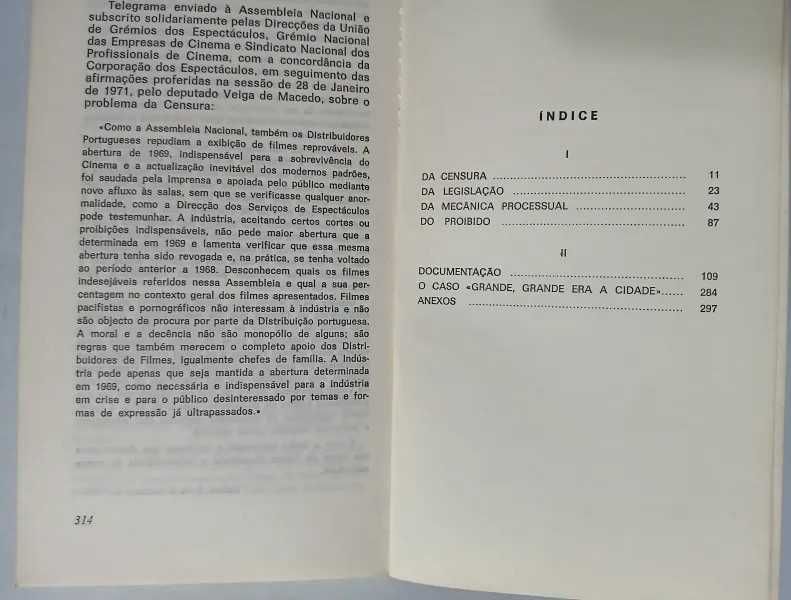 Telegrama enviado à Assembleia Nacional e
subscrito solidariamente pelas Direcções da União
de Grémios dos Espectáculos, Grémio Nacional
das Empresas de Cinema e Sindicato Nacional dos
Profissionais de Cinema, com a concordância da
Corporação dos Espectáculos, em seguimento das
afirmações proferidas na sessão de 28 de Janeiro
de 1971, pelo deputado Veiga de Macedo, sobre o
problema da Censura:
«Como a Assembleia Nacional, também os Distribuidores
Portugueses repudiam a exibição de filmes reprováveis. A
abertura de 1969, indispensável para a sobrevivência do
Cinema e a actualização inevitável dos modernos padrões,
foi saudada pela Imprensa e apoiada pelo público mediante
novo afluxo às salas, sem que se verificasse qualquer anor-
malidade, como a Direcção dos Serviços de Espectáculos
pode testemunhar. A Indústria, aceitando certos cortes ou
proibições indispensáveis, não pede maior abertura que a
determinada em 1969 e lamenta verificar que essa mesma
abertura tenha sido revogada e, na prática, se tenha voltado
ao período anterior a 1968. Desconhecem quais os filmes
indesejáveis referidos nessa Assembleia e qual a sua per-
centagem no contexto geral dos filmes apresentados. Filmes
pacifistas e pornográficos não interessam à indústria e não
são objecto de procura por parte da Distribuição portuguesa.
A moral e a decência não são monopólio de alguns; são
regras que também merecem o completo apoio dos Distri-
buidores de Filmes, igualmente chefes de família. A Indús-
tria pede apenas que seja mantida a abertura determinada
em 1969, como necessária e indispensável para a indústria
em crise e para o público desinteressado por temas e for-
mas de expressão já ultrapassados.»
314
ÍNDICE
I
DA CENSURA ........ 11
DA LEGISLAÇÃO ........ 23
DA MECÂNICA PROCESSUAL ........ 43
DO PROIBIDO ........ 87
II
DOCUMENTAÇÃO ........ 109
O CASO «GRANDE, GRANDE ERA A CIDADE»...... 284
ANEXOS ........ 297